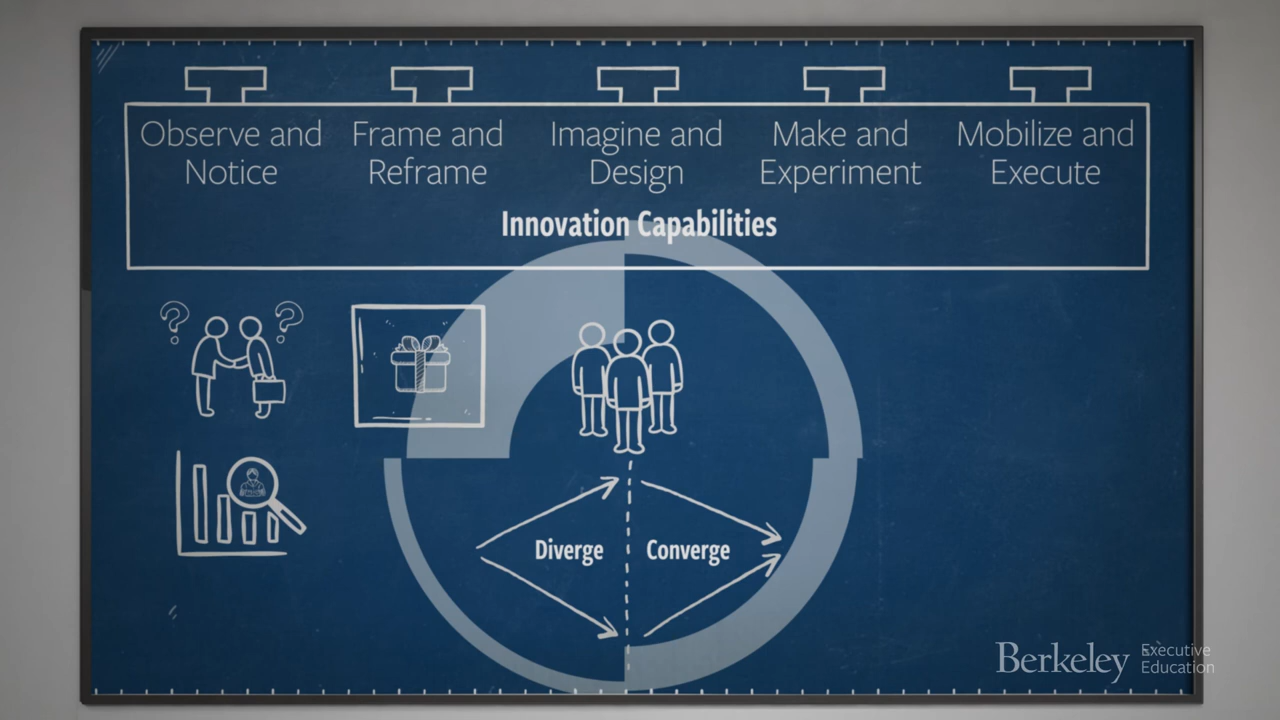 Observe and
Notice
Frame and
Reframe
Imagine and
Design
Make and
Experiment
Mobilize and
Execute
Innovation Capabilities
? ?
Diverge
Converge
Berkeley
Executive
Education